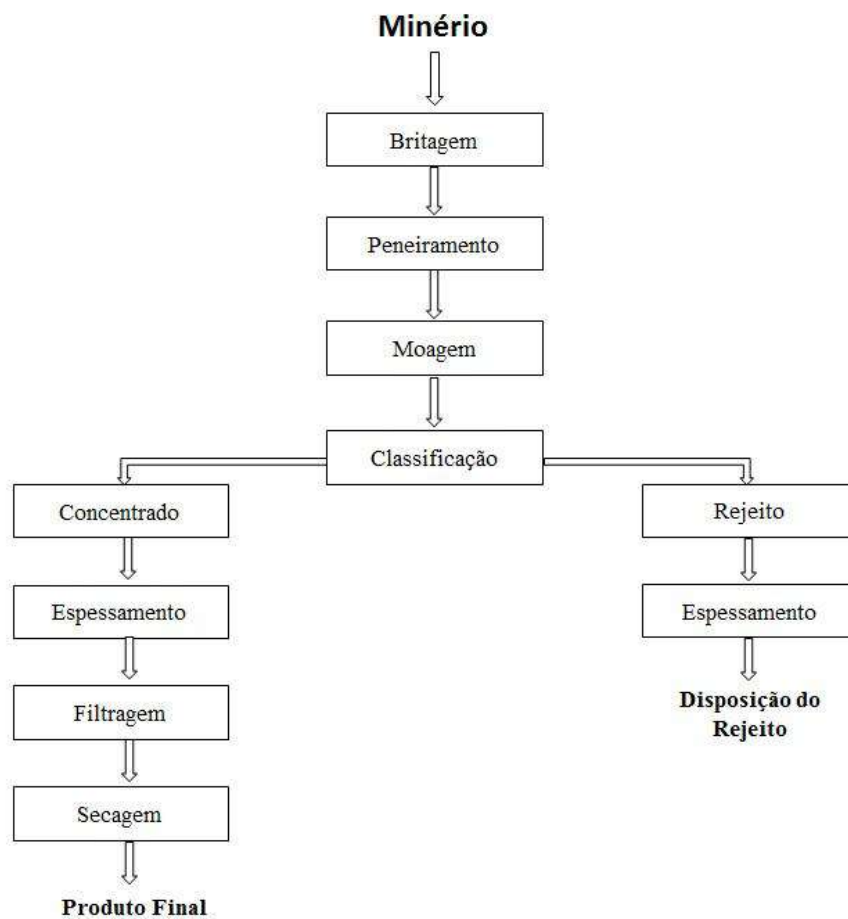 Minério
Britagem
Peneiramento
Moagem
Classificação
Concentrado
Espessamento
Filtragem
Secagem
Produto Final
Rejeito
Espessamento
Disposição do
Rejeito